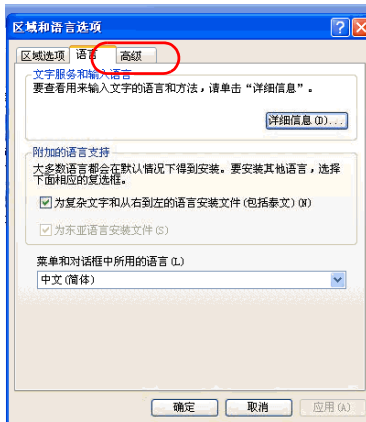 区域和语言选项
区域选项 语言 高级
文字服务和输入语言
要查看用来输入文字的语言和方法，请单击“详细信息”。
详细信息(D)...
附加的语言支持
大多数语言都会在默认情况下得到安装。要安装其他语言，选择
下面相应的复选框。
为复杂文字和从右到左的语言安装文件(包括泰文)(N)
为东亚语言安装文件(S)
菜单和对话框中所用的语言(L)
中文(简体)
确定 取消 应用(A)